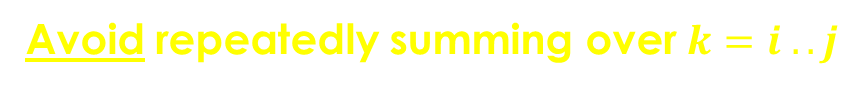 Avoid repeatedly summing over k = i .. j